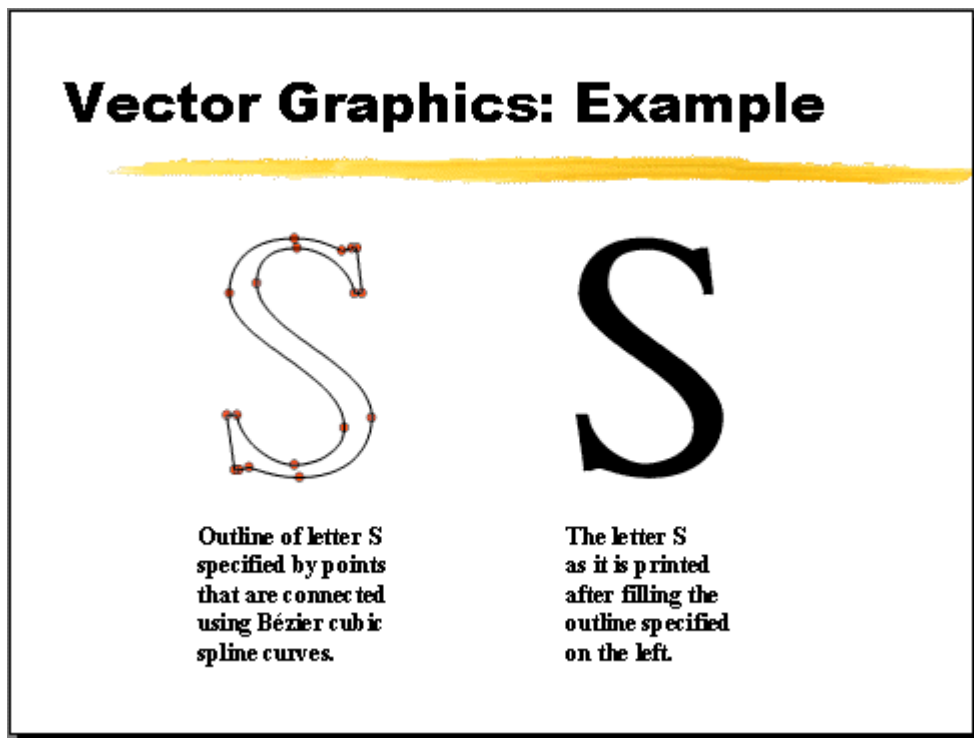 Vector Graphics: Example
S
S
Outline of letter S
specified by points
that are connected
using Bézier cubic
spline curves.
The letter S
as it is printed
after filling the
outline specified
on the left.